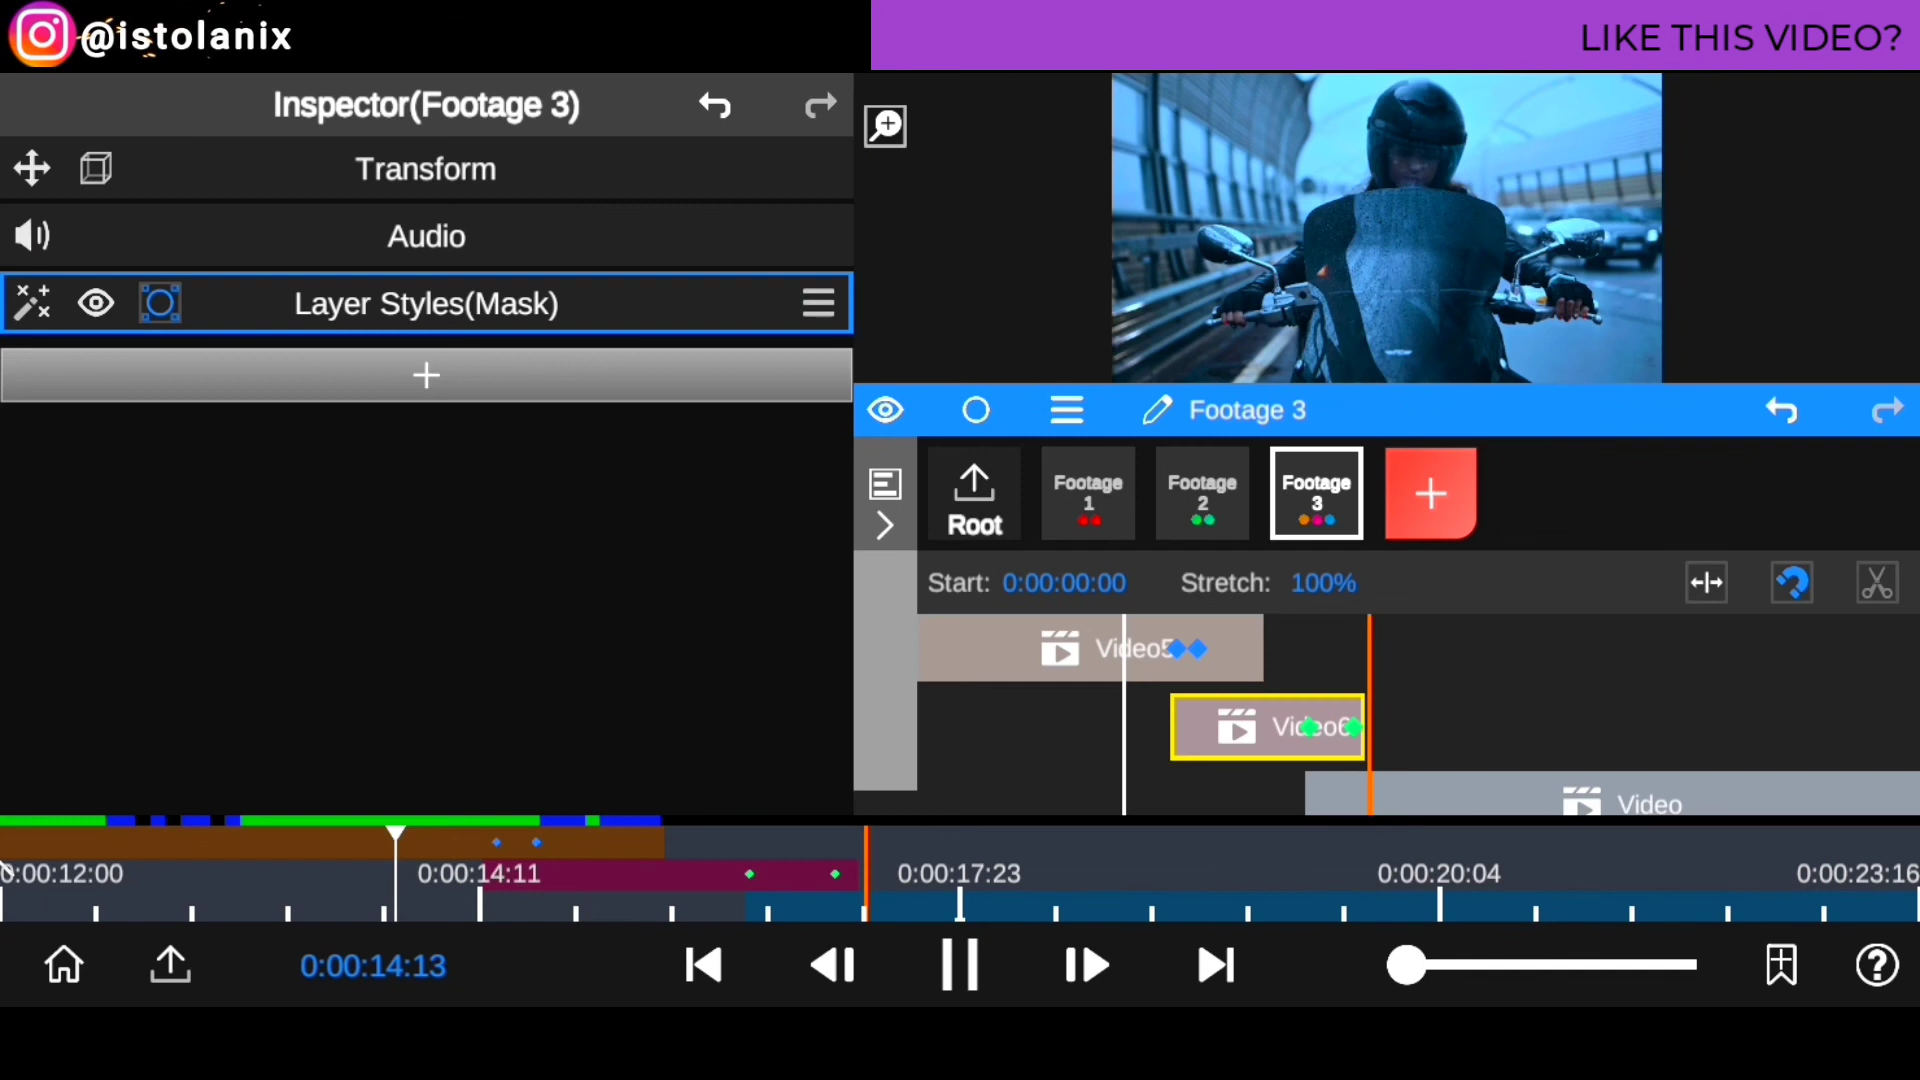 @istolanix
LIKE THIS VIDEO?
Inspector(Footage 3)
Transform
Audio
Layer Styles(Mask)
Footage 3
Root
Footage
1
Footage
2
Footage
3
Start: 0:00:00:00 Stretch: 100%
Video5
Video6
Video
0:00:12:00 0:00:14:11 0:00:17:23 0:00:20:04 0:00:23:16
0:00:14:13